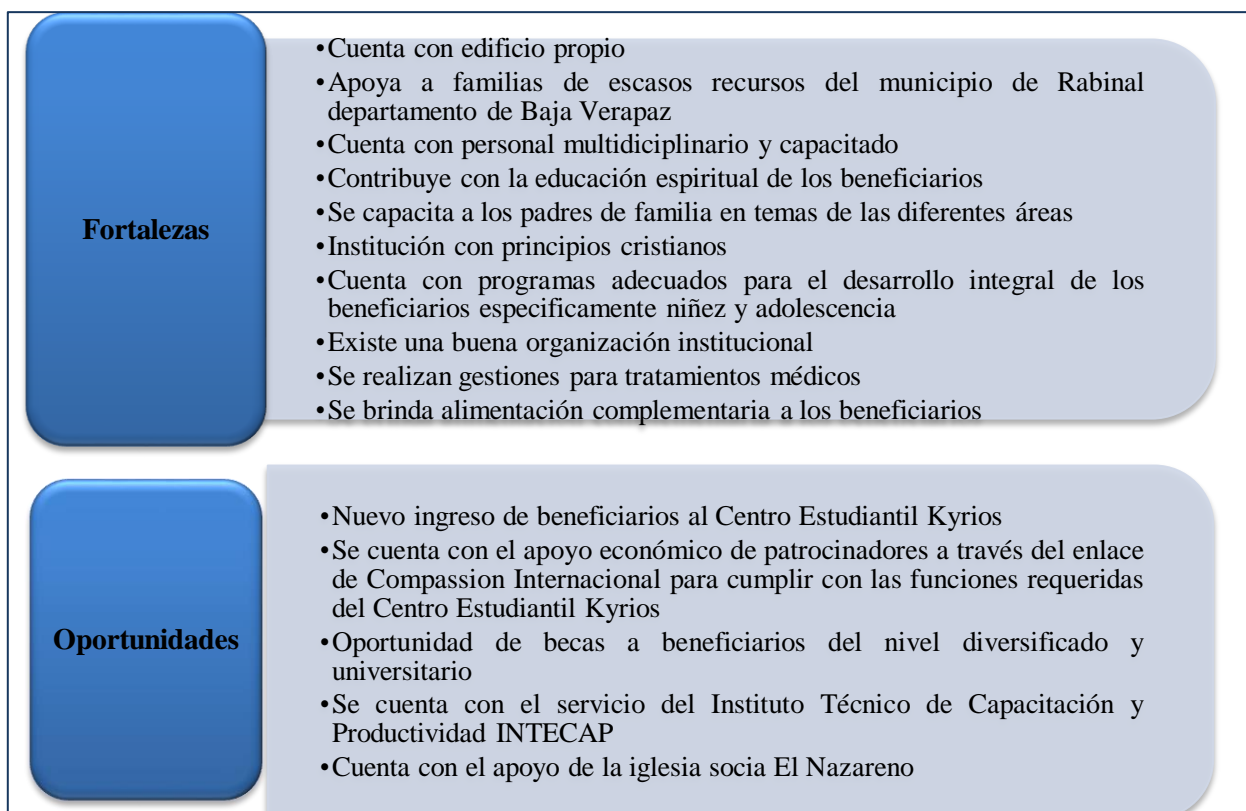 Fortalezas
•Cuenta con edificio propio
•Apoya a familias de escasos recursos del municipio de Rabinal
departamento de Baja Verapaz
•Cuenta con personal multidiciplinario y capacitado
•Contribuye con la educación espiritual de los beneficiarios
•Se capacita a los padres de familia en temas de las diferentes áreas
•Institución con principios cristianos
•Cuenta con programas adecuados para el desarrollo integral de los
beneficiarios especificamente niñez y adolescencia
•Existe una buena organización institucional
•Se realizan gestiones para tratamientos médicos
•Se brinda alimentación complementaria a los beneficiarios
Oportunidades
•Nuevo ingreso de beneficiarios al Centro Estudiantil Kyrios
•Se cuenta con el apoyo económico de patrocinadores a través del enlace
de Compassion Internacional para cumplir con las funciones requeridas
del Centro Estudiantil Kyrios
•Oportunidad de becas a beneficiarios del nivel diversificado y
universitario
•Se cuenta con el servicio del Instituto Técnico de Capacitación y
Productividad INTECAP
•Cuenta con el apoyo de la iglesia socia El Nazareno